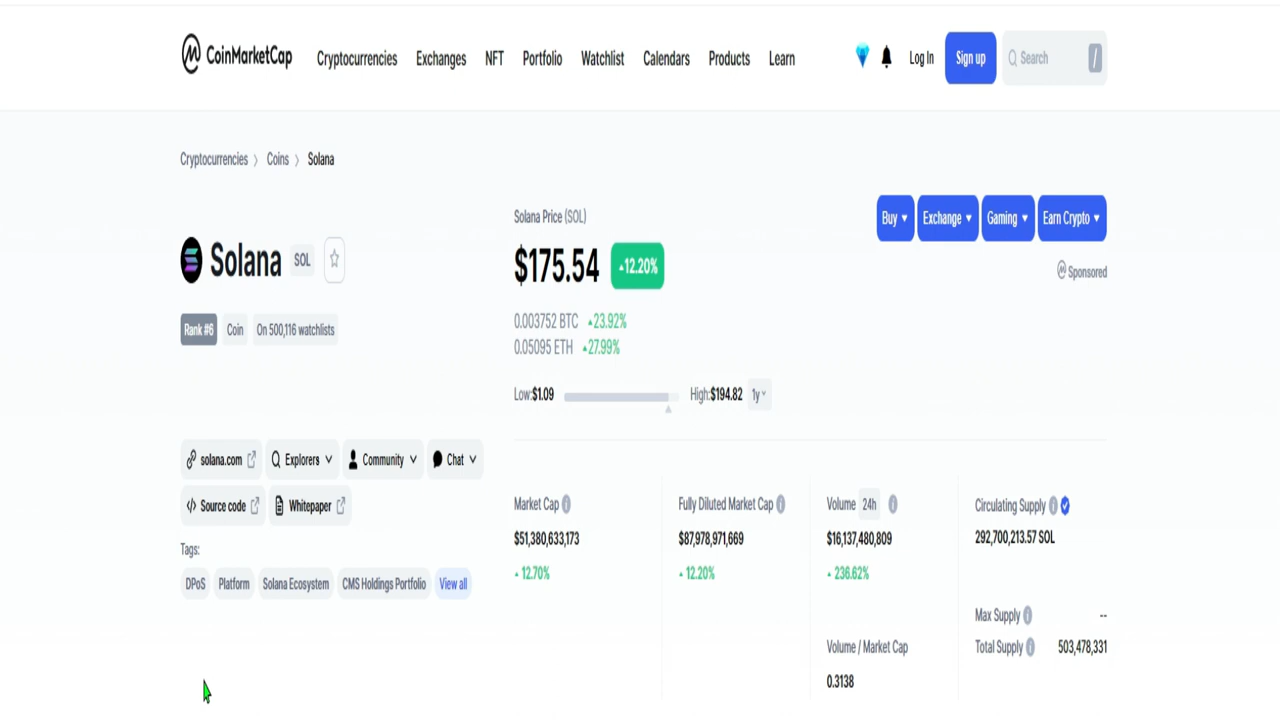 CoinMarketCap Cryptocurrencies Exchanges NFT Portfolio Watchlist Calendars Products Learn Log In Sign up Search /
Cryptocurrencies > Coins > Solana
Solana Price (SOL)
Buy Exchange Gaming Earn Crypto
Solana SOL
$175.54 12.20%
Sponsored
0.003752 BTC 23.92%
Rank #6 Coin On 500,116 watchlists
0.05095 ETH 27.99%
Low:$1.09 High:$194.82 1y
solana.com Explorers Community Chat
Source code Whitepaper
Tags:
DPoS Platform Solana Ecosystem CMS Holdings Portfolio View all
Market Cap
$51,380,633,173
12.70%
Fully Diluted Market Cap
$87,978,971,669
12.20%
Volume 24h
$16,137,480,809
236.62%
Volume / Market Cap
0.3138
Circulating Supply
292,700,213.57 SOL
Max Supply --
Total Supply 503,478,331